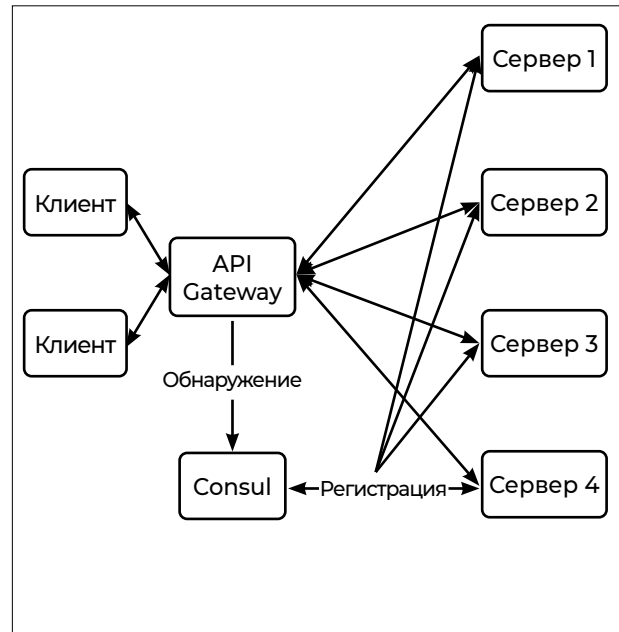 Сервер 1
Клиент
Сервер 2
API
Gateway
Клиент
Сервер 3
Обнаружение
Consul
Регистрация
Сервер 4